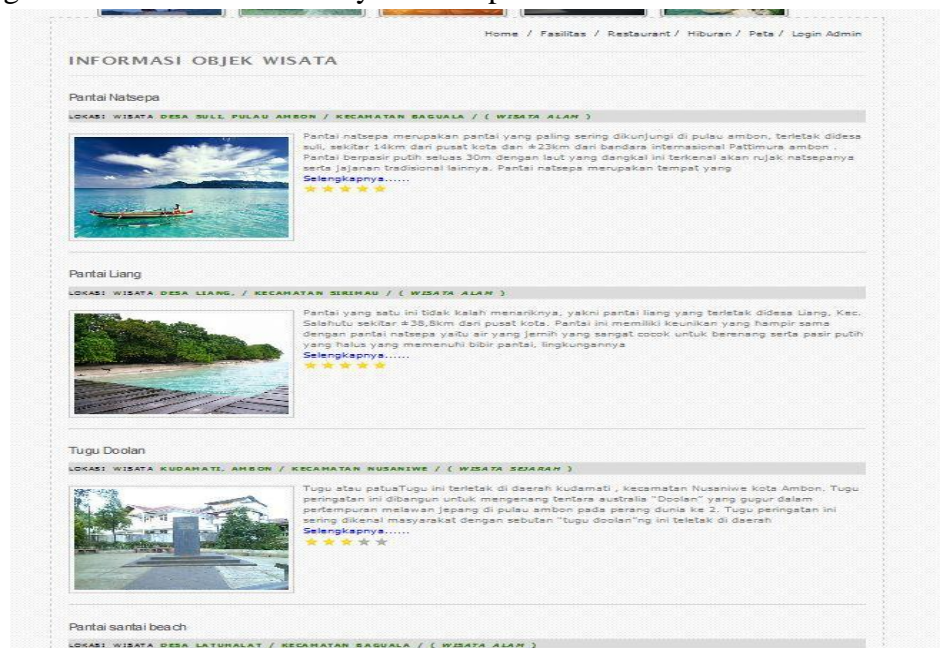 Home / Fasilitas / Restaurant / Hiburan / Peta / Login Admin
INFORMASI OBJEK WISATA
Pantai Natsepa
LOKASI WISATA DESA SULI, PULAU AMBON / KECAMATAN BAGUALA / ( WISATA ALAM )
Pantai natsepa merupakan pantai yang paling sering dikunjungi di pulau ambon, terletak didesa
suli, sekitar 14km dari pusat kota dan ±23km dari bandara internasional Pattimura ambon .
Pantai berpasir putih seluas 30m dengan laut yang dangkal ini terkenal akan rujak natsepanya
serta jajanan tradisional lainnya. Pantai natsepa merupakan tempat yang
Selengkapnya......
Pantai Liang
LOKASI WISATA DESA LIANG, / KECAMATAN SIRIMAU / ( WISATA ALAM )
Pantai yang satu ini tidak kalah menariknya, yakni pantai liang yang terletak didesa Liang, Kec.
Salahutu sekitar ±38,8km dari pusat kota. Pantai ini memiliki keunikan yang hampir sama
dengan pantai natsepa yaitu air yang jernih yang sangat cocok untuk berenang serta pasir putih
yang halus yang memenuhi bibir pantai, lingkungannya
Selengkapnya......
Tugu Doolan
LOKASI WISATA KUDAMATI, AMBON / KECAMATAN NUSANIWE / ( WISATA SEJARAH )
Tugu atau patuaTugu ini terletak di daerah kudamati , kecamatan Nusaniwe kota Ambon. Tugu
peringatan ini dibangun untuk mengenang tentara australia "Doolan" yang gugur dalam
pertempuran melawan Jepang di pulau ambon pada perang dunia ke 2. Tugu peringatan ini
sering dikenal masyarakat dengan sebutan "tugu doolan"ng ini teletak di daerah
Selengkapnya......
Pantai santai beach
LOKASI WISATA DESA LATUHALAT / KECAMATAN BAGUALA / ( WISATA ALAM )